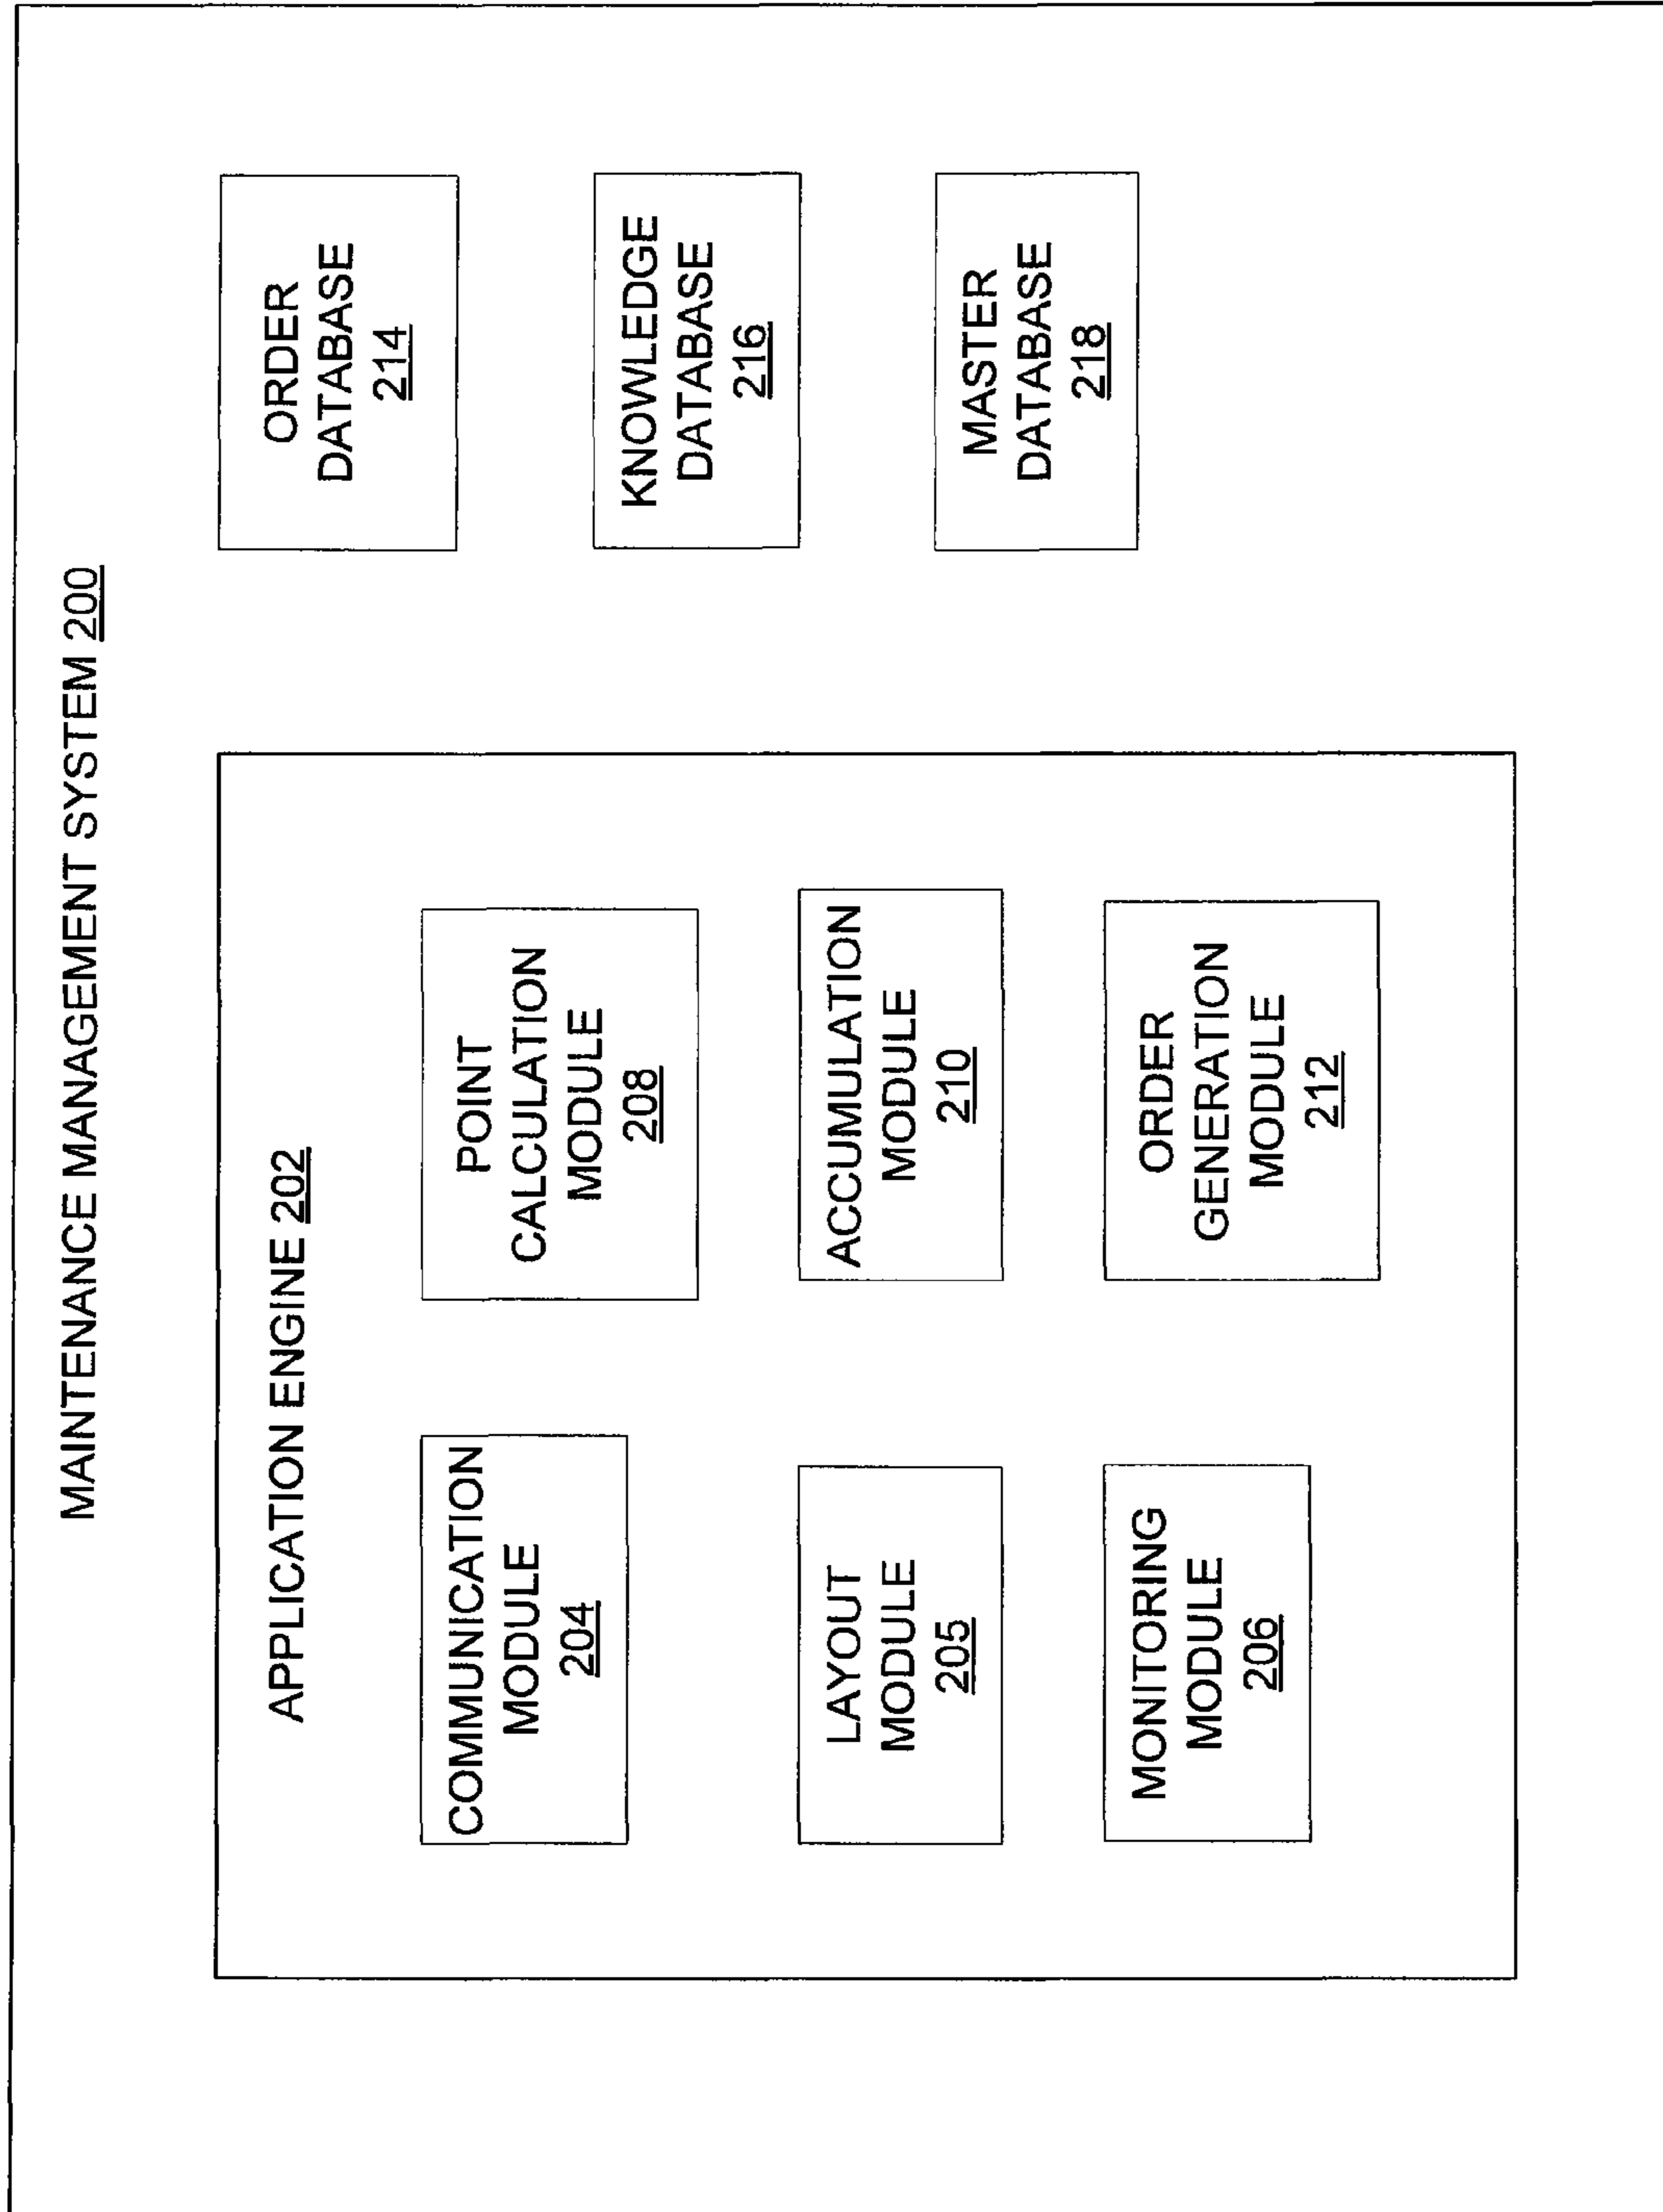 MAINTENANCE MANAGEMENT SYSTEM 200
APPLICATION ENGINE 202
COMMUNICATION
MODULE
204
LAYOUT
MODULE
205
MONITORING
MODULE
206
POINT
CALCULATION
MODULE
208
ACCUMULATION
MODULE
210
ORDER
GENERATION
MODULE
212
ORDER
DATABASE
214
KNOWLEDGE
DATABASE
216
MASTER
DATABASE
218